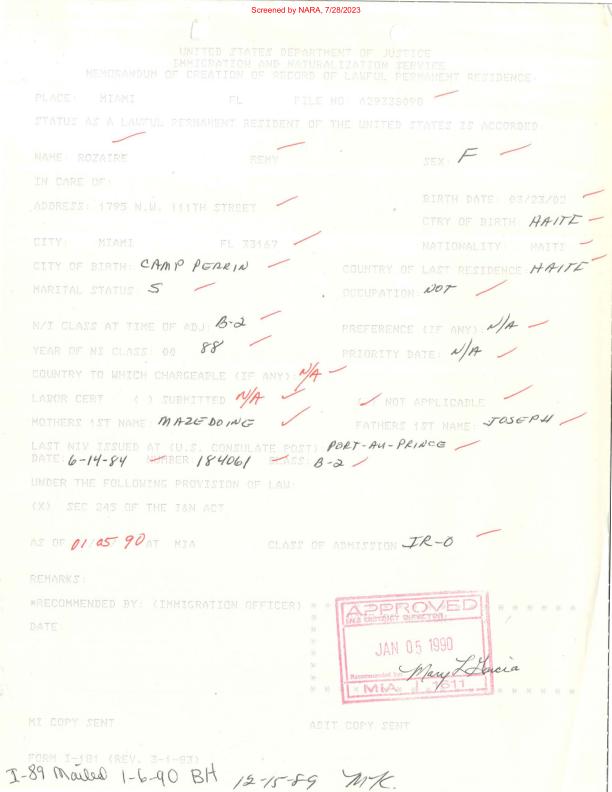 Screened by NARA, 7/28/2023
UNITED STATES DEPARTMENT OF JUSTICE
IMMIGRATION AND NATURALIZATION SERVICE
MEMORANDUM OF CREATION OF RECORD OF LAWFUL PERMANENT RESIDENCE
PLACE: MIAMI FL FILE NO: A29338090
STATUS AS A LAWFUL PERMANENT RESIDENT OF THE UNITED STATES IS ACCORDED:
NAME: ROZAIRE REMY SEX: F
IN CARE OF:
BIRTH DATE: 03/23/02
ADDRESS: 1795 N.W. 111TH STREET
CTRY OF BIRTH: HAITI
CITY: MIAMI FL 33167 NATIONALITY: HAITI
CITY OF BIRTH: CAMP PERRIN COUNTRY OF LAST RESIDENCE: HAITI
MARITAL STATUS: S OCCUPATION: NOT
N/I CLASS AT TIME OF ADJ: B-2 PREFERENCE (IF ANY): N/A
YEAR OF NI CLASS: 00 88 PRIORITY DATE: N/A
COUNTRY TO WHICH CHARGEABLE (IF ANY): N/A
LABOR CERT ( ) SUBMITTED N/A ( ) NOT APPLICABLE
MOTHERS 1ST NAME: MAZEDOINE FATHERS 1ST NAME: JOSEPH
LAST NIV ISSUED AT (U.S. CONSULATE POST): PORT-AU-PRINCE
DATE: 6-14-84 NUMBER: 184061 CLASS: B-2
UNDER THE FOLLOWING PROVISION OF LAW:
(X) SEC 245 OF THE I&N ACT
AS OF 01/05/90 AT MIA CLASS OF ADMISSION IR-0
REMARKS:
*RECOMMENDED BY: (IMMIGRATION OFFICER)
DATE:
APPROVED
INS DISTRICT DIRECTOR
JAN 05 1990
Recommended by: Mary L Garcia
MIA 1611
MI COPY SENT ADIT COPY SENT
FORM I-181 (REV. 3-1-83)
I-89 Mailed 1-6-90 BH 12-15-89 MK.